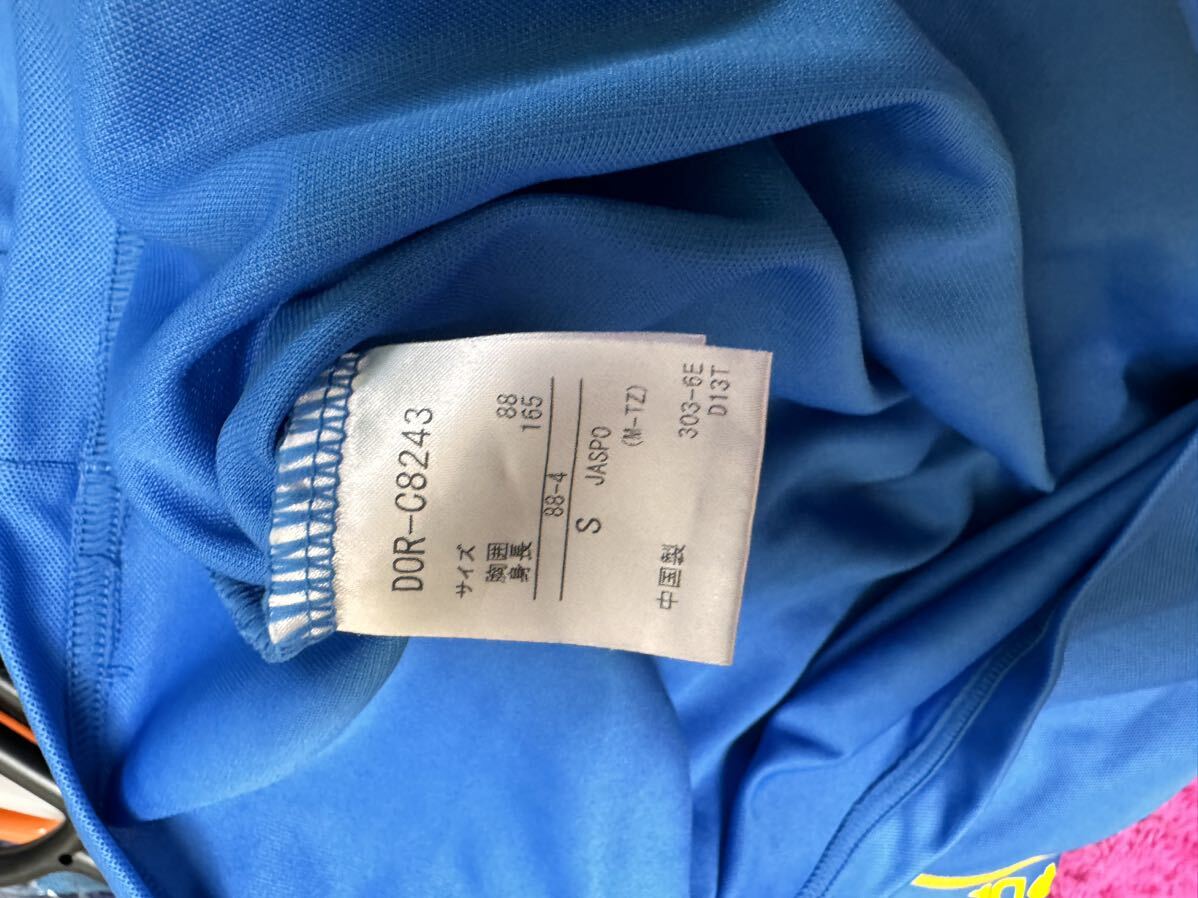 DOR-C8243
サイズ
胸囲 88
身長 165
88-4
S JASPO
(M-TZ)
中国製 303-6E
D13T